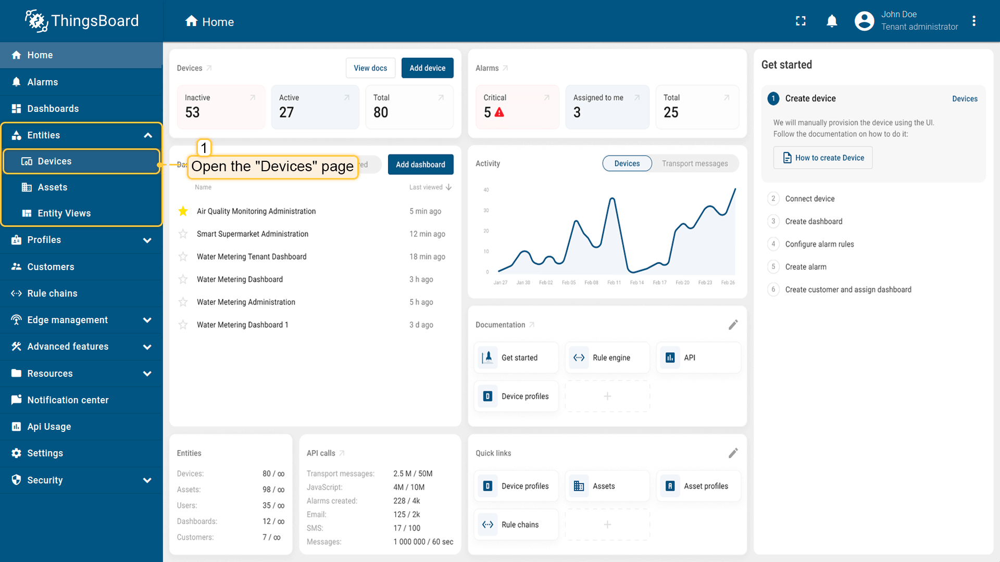 ThingsBoard
Home
John Doe
Tenant administrator
Home
Alarms
Dashboards
Entities
Devices
Assets
Entity Views
Profiles
Customers
Rule chains
Edge management
Advanced features
Resources
Notification center
Api Usage
Settings
Security
Devices
View docs
Add device
Inactive
53
Active
27
Total
80
1
Open the "Devices" page
Add dashboard
Name
Last viewed
Air Quality Monitoring Administration
5 min ago
Smart Supermarket Administration
12 min ago
Water Metering Tenant Dashboard
18 min ago
Water Metering Dashboard
3 h ago
Water Metering Administration
5 h ago
Water Metering Dashboard 1
3 d ago
Entities
Devices: 80 / ∞
Assets: 98 / ∞
Users: 35 / ∞
Dashboards: 12 / ∞
Customers: 7 / ∞
API calls
Transport messages: 2.5 M / 50M
JavaScript: 4M / 10M
Alarms created: 228 / 4k
Email: 125 / 2k
SMS: 17 / 100
Messages: 1 000 000 / 60 sec
Alarms
Critical
5
Assigned to me
3
Total
25
Activity
Devices
Transport messages
40
30
20
10
0
Jan 27 Jan 30 Feb 02 Feb 05 Feb 08 Feb 11 Feb 14 Feb 17 Feb 20 Feb 23 Feb 26
Documentation
Get started
Rule engine
API
Device profiles
Quick links
Device profiles
Assets
Asset profiles
Rule chains
Get started
1 Create device
Devices
We will manually provision the device using the UI.
Follow the documentation on how to do it:
How to create Device
2 Connect device
3 Create dashboard
4 Configure alarm rules
5 Create alarm
6 Create customer and assign dashboard